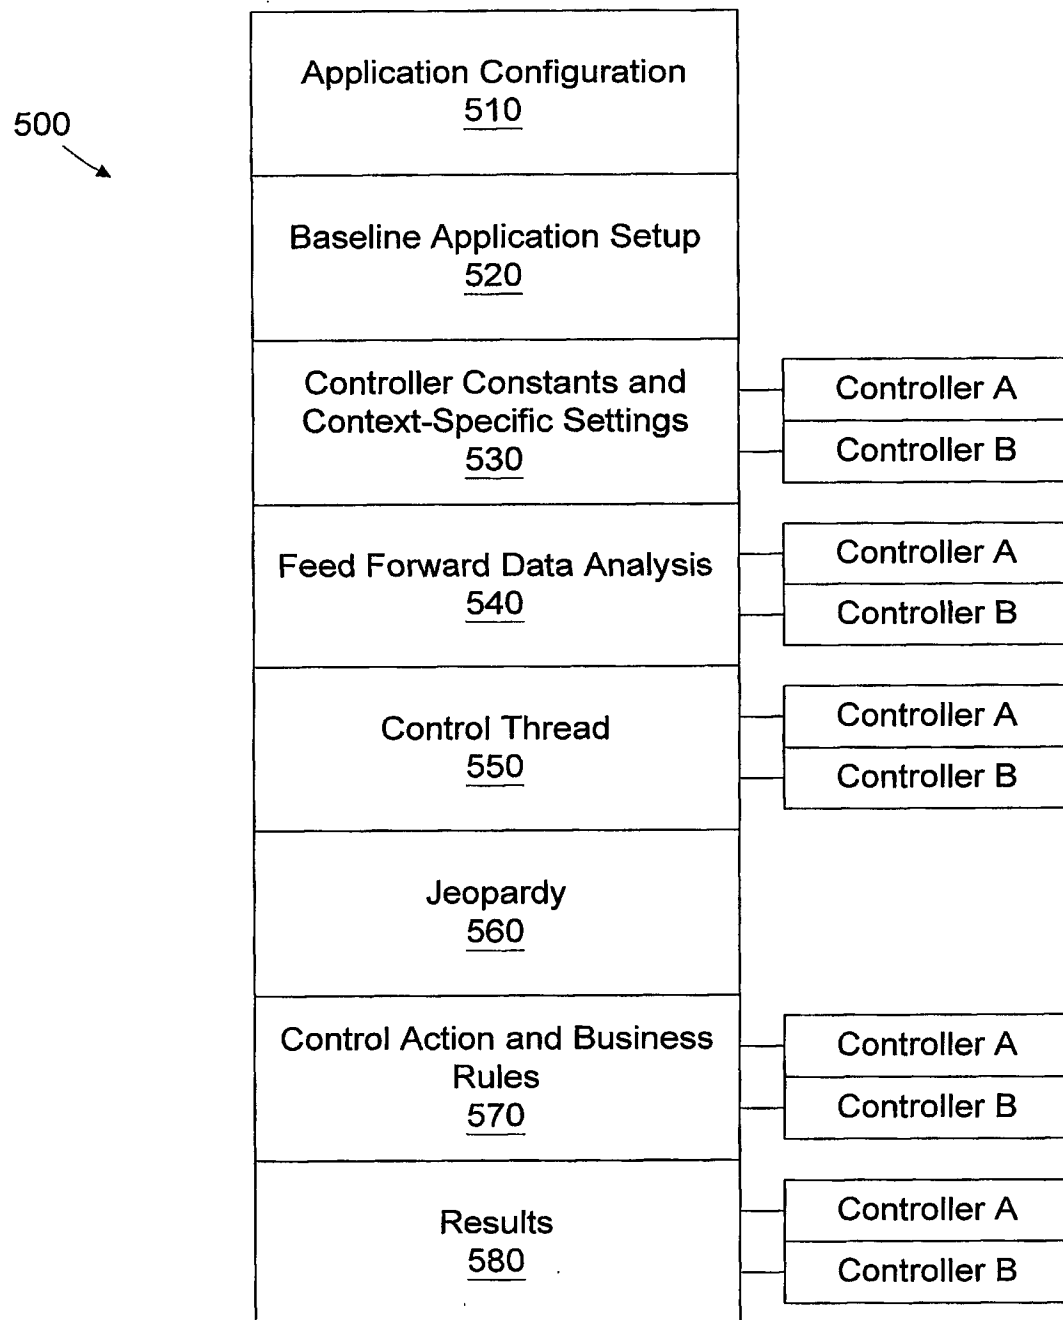 500
Application Configuration
510
Baseline Application Setup
520
Controller Constants and
Context-Specific Settings
530
Controller A
Controller B
Feed Forward Data Analysis
540
Controller A
Controller B
Control Thread
550
Controller A
Controller B
Jeopardy
560
Control Action and Business
Rules
570
Controller A
Controller B
Results
580
Controller A
Controller B